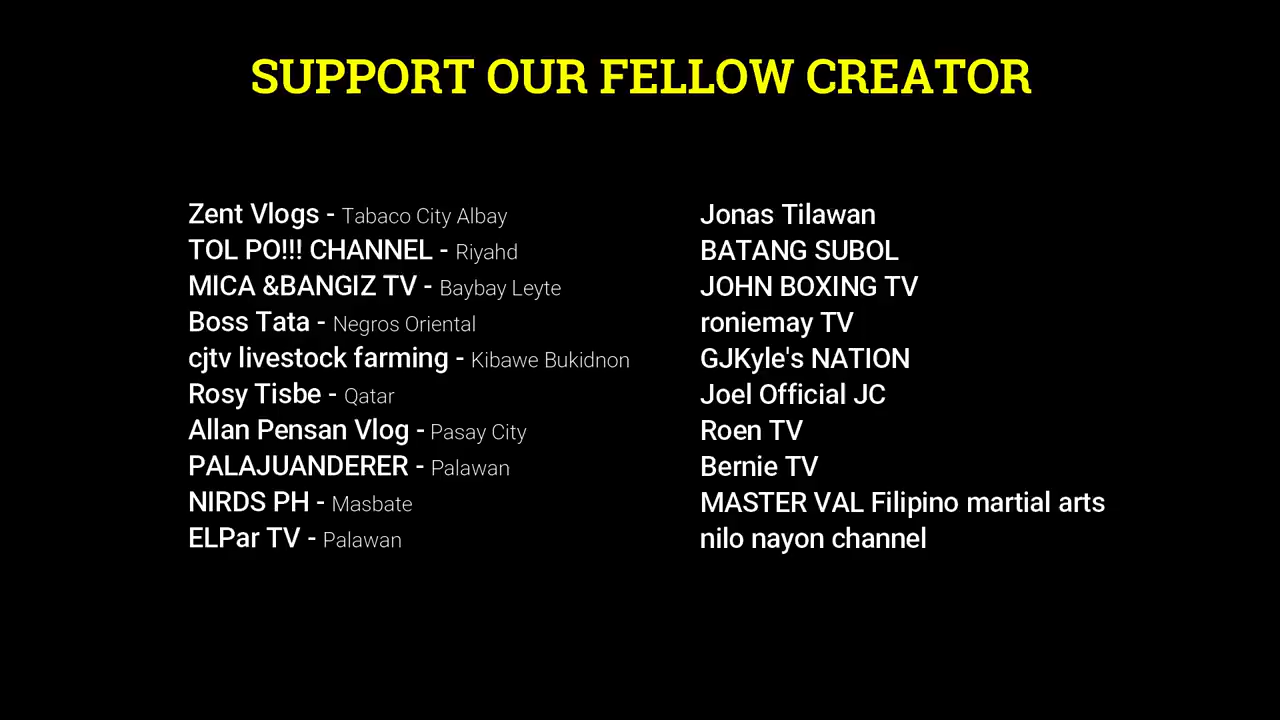 SUPPORT OUR FELLOW CREATOR
Zent Vlogs - Tabaco City Albay
TOL PO!!! CHANNEL - Riyahd
MICA &BANGIZ TV - Baybay Leyte
Boss Tata - Negros Oriental
cjtv livestock farming - Kibawe Bukidnon
Rosy Tisbe - Qatar
Allan Pensan Vlog - Pasay City
PALAJUANDERER - Palawan
NIRDS PH - Masbate
ELPar TV - Palawan
Jonas Tilawan
BATANG SUBOL
JOHN BOXING TV
roniemay TV
GJKyle's NATION
Joel Official JC
Roen TV
Bernie TV
MASTER VAL Filipino martial arts
nilo nayon channel